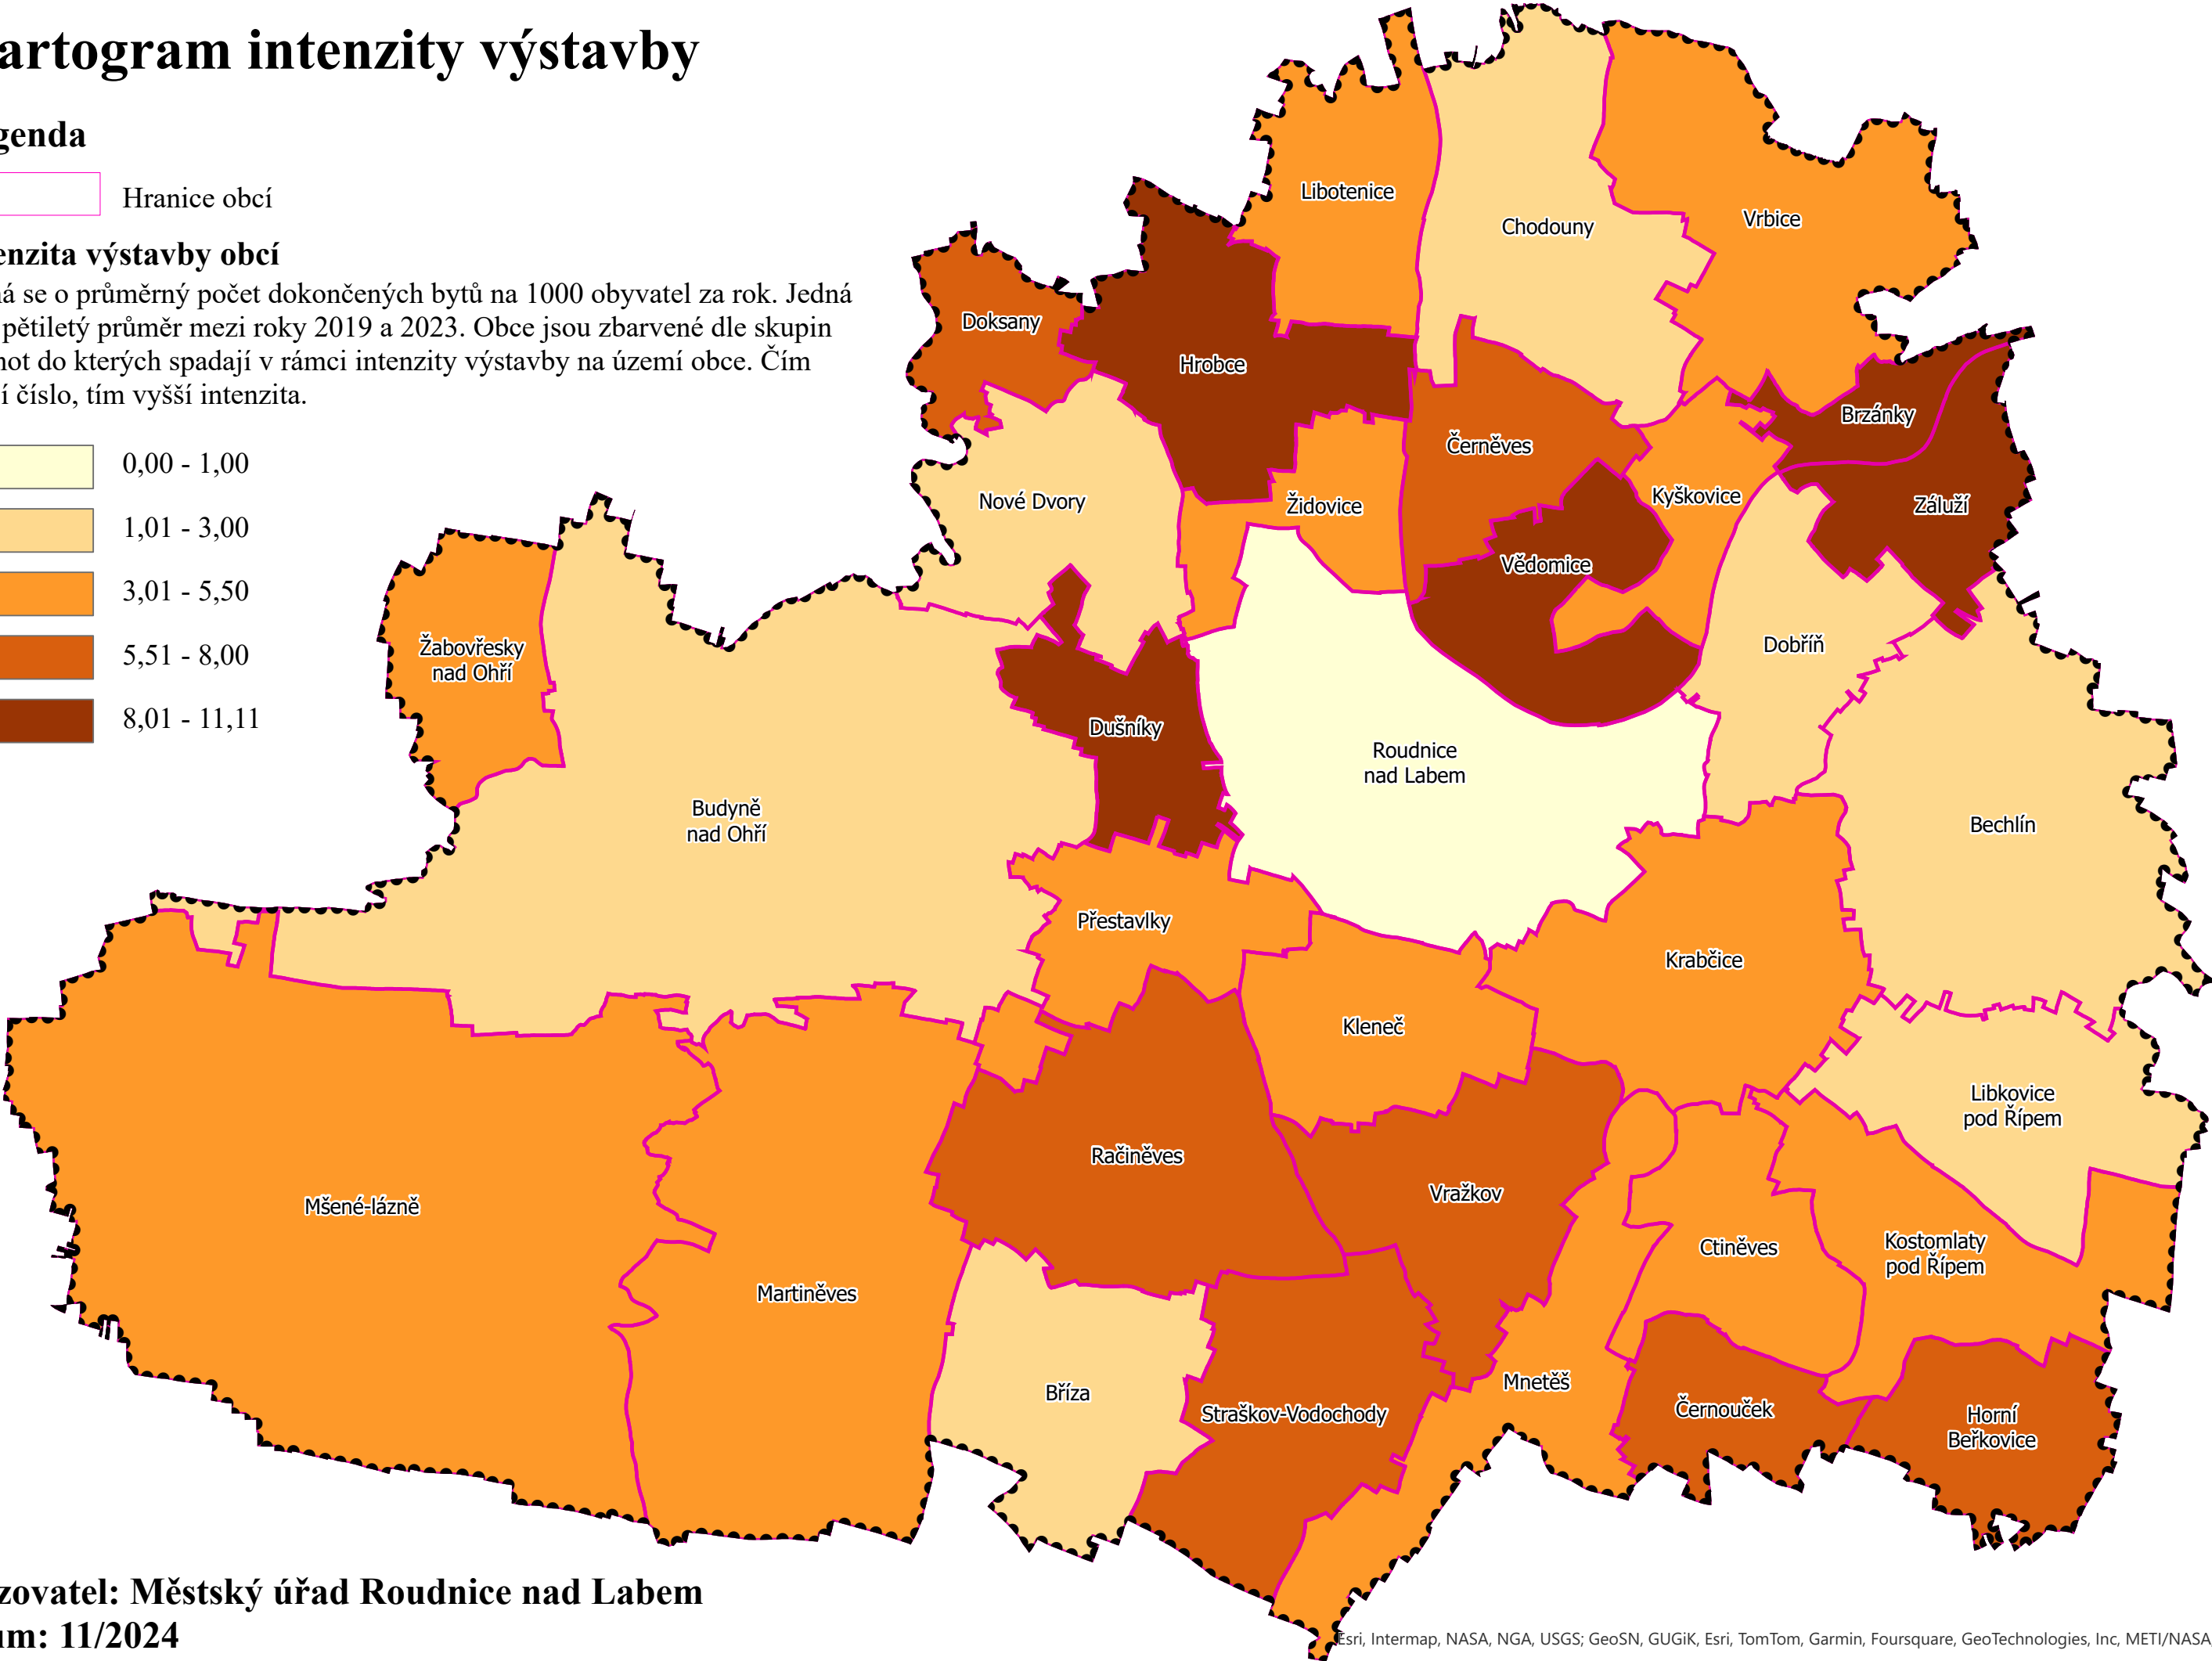 artogram intenzity výstavby
genda
Hranice obcí
enzita výstavby obcí
á se o průměrný počet dokončených bytů na 1000 obyvatel za rok. Jedná
pětiletý průměr mezi roky 2019 a 2023. Obce jsou zbarvené dle skupin
not do kterých spadají v rámci intenzity výstavby na území obce. Čím
í číslo, tím vyšší intenzita.
0,00 - 1,00
1,01 - 3,00
3,01 - 5,50
5,51 - 8,00
8,01 - 11,11
Libotenice
Chodouny
Vrbice
Doksany
Hrobce
Brzánky
Černěves
Nové Dvory
Židovice
Kyškovice
Záluží
Vědomice
Žabovřesky
nad Ohří
Dobříň
Dušníky
Roudnice
nad Labem
Budyně
nad Ohří
Bechlín
Přestavlky
Krabčice
Kleneč
Libkovice
pod Řípem
Račiněves
Vražkov
Mšené-lázně
Ctiněves
Kostomlaty
pod Řípem
Martiněves
Bříza
Mnetěš
Straškov-Vodochody
Černouček
Horní
Beřkovice
zovatel: Městský úřad Roudnice nad Labem
um: 11/2024
Esri, Intermap, NASA, NGA, USGS; GeoSN, GUGiK, Esri, TomTom, Garmin, Foursquare, GeoTechnologies, Inc, METI/NASA,